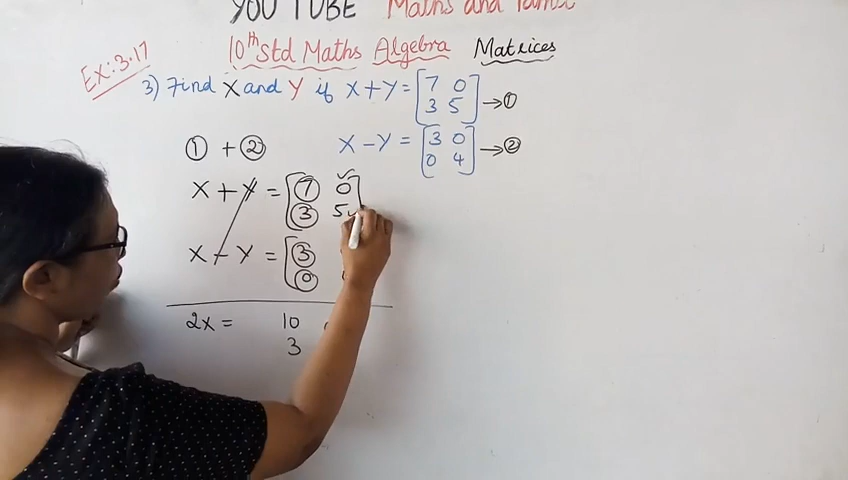 YOU TUBE Maths and Tamil
Ex: 3.17
10th Std Maths Algebra Matrices
3) Find X and Y if X+Y = [7 0
3 5] → ①
X − Y = [3 0
0 4] → ②
① + ②
X + Y = [7 0
3 5
X − Y = [3
0
2X = 10
3